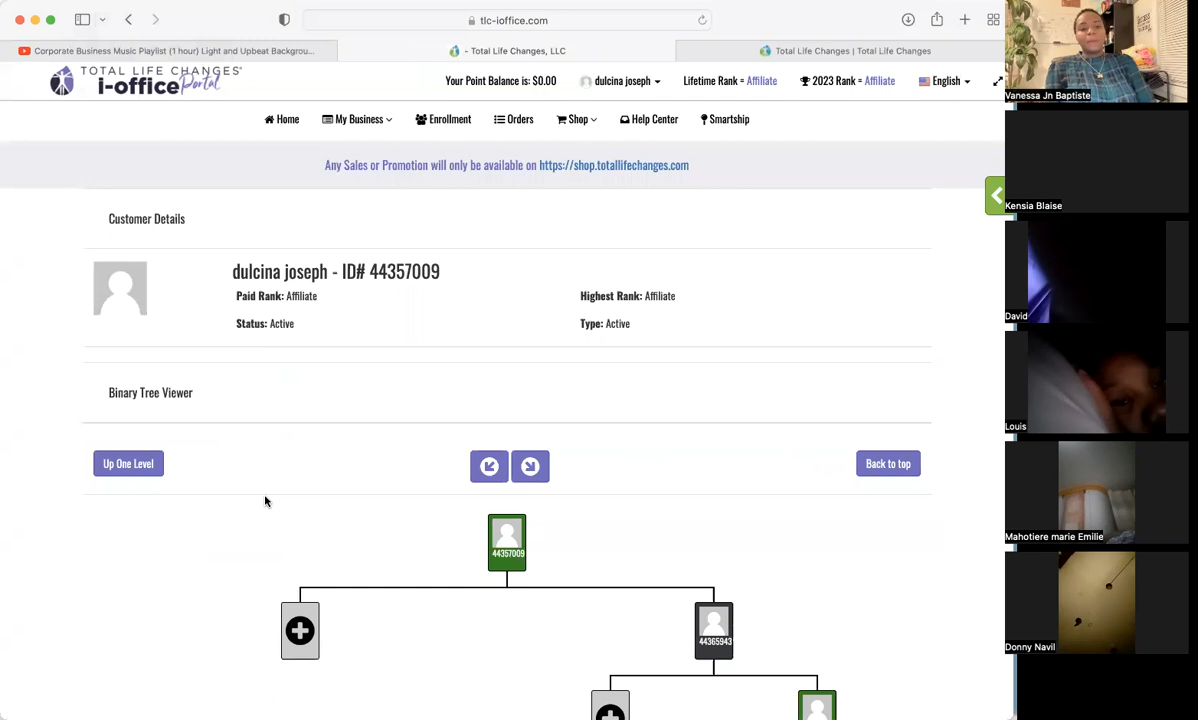 tlc-ioffice.com
Corporate Business Music Playlist (1 hour) Light and Upbeat Backgrou...
- Total Life Changes, LLC
Total Life Changes | Total Life Changes
TOTAL LIFE CHANGES®
i-office Portal
Your Point Balance is: $0.00
dulcina joseph
Lifetime Rank = Affiliate
2023 Rank = Affiliate
English
Home
My Business
Enrollment
Orders
Shop
Help Center
Smartship
Any Sales or Promotion will only be available on https://shop.totallifechanges.com
Customer Details
dulcina joseph - ID# 44357009
Paid Rank: Affiliate
Highest Rank: Affiliate
Status: Active
Type: Active
Binary Tree Viewer
Up One Level
Back to top
44357009
44365943
Vanessa Jn Baptiste
Kensia Blaise
David
Louis
Mahotiere marie Emilie
Donny Navil